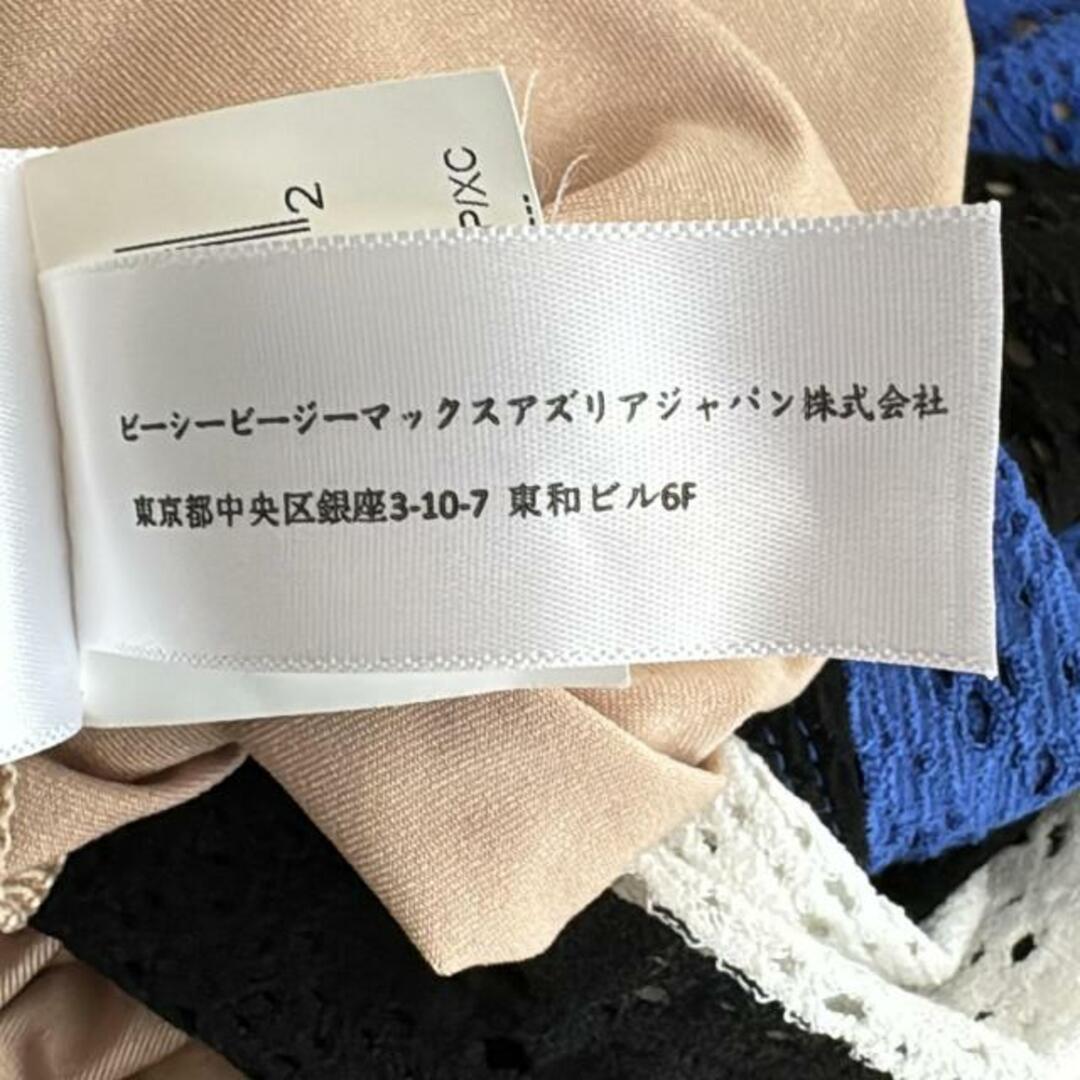 ビーシービージーマックスアズリアジャパン株式会社
東京都中央区銀座3-10-7 東和ビル6F
2
P/XC